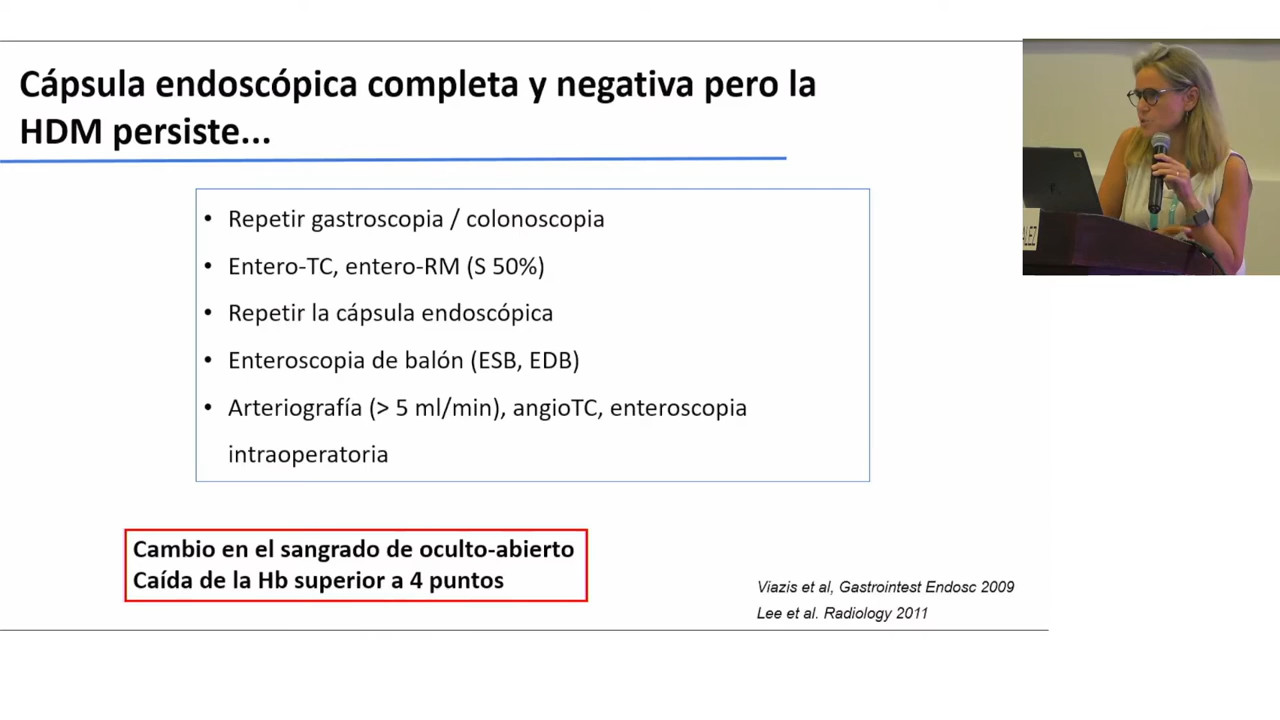 Cápsula endoscópica completa y negativa pero la
HDM persiste...
• Repetir gastroscopia / colonoscopia
• Entero-TC, entero-RM (S 50%)
• Repetir la cápsula endoscópica
• Enteroscopia de balón (ESB, EDB)
• Arteriografía (> 5 ml/min), angioTC, enteroscopia
intraoperatoria
Cambio en el sangrado de oculto-abierto
Caída de la Hb superior a 4 puntos
Viazis et al, Gastrointest Endosc 2009
Lee et al. Radiology 2011